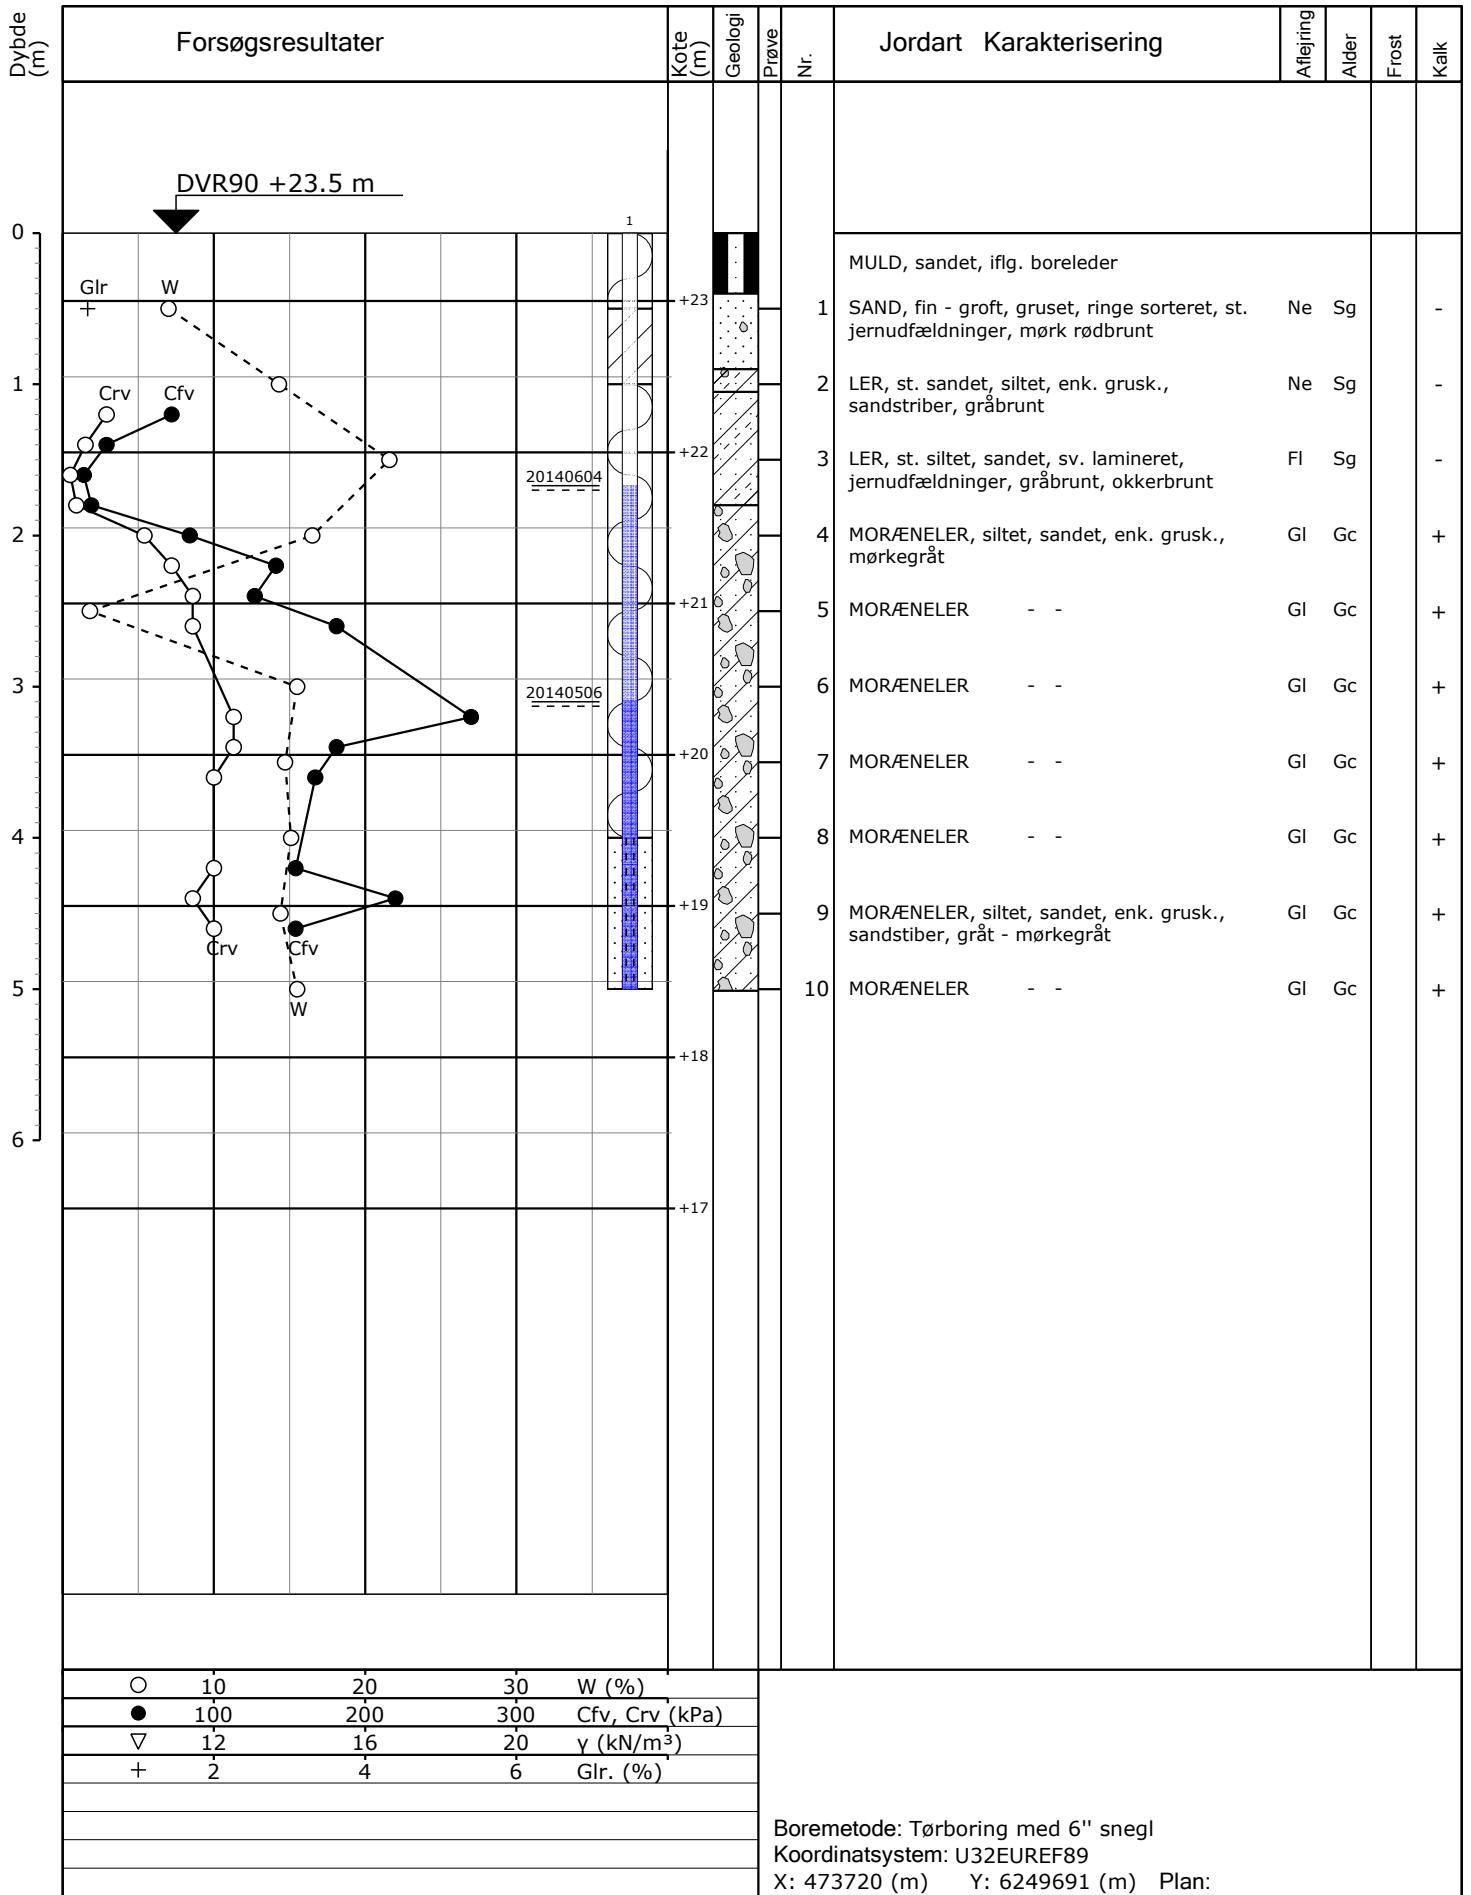 Dybde (m)
Forsøgsresultater
Kote (m)
Geologi
Prøve
Nr.
Jordart Karakterisering
Aflejring
Alder
Frost
Kalk
DVR90 +23.5 m
1
0
MULD, sandet, iflg. boreleder
Glr W
+23
1 SAND, fin - groft, gruset, ringe sorteret, st. Ne Sg -
jernudfældninger, mørk rødbrunt
1
Crv Cfv
2 LER, st. sandet, siltet, enk. grusk., Ne Sg -
sandstriber, gråbrunt
+22
20140604
3 LER, st. siltet, sandet, sv. lamineret, Fl Sg -
jernudfældninger, gråbrunt, okkerbrunt
2
4 MORÆNELER, siltet, sandet, enk. grusk., Gl Gc +
mørkegråt
+21
5 MORÆNELER - - Gl Gc +
3
20140506
6 MORÆNELER - - Gl Gc +
+20
7 MORÆNELER - - Gl Gc +
4
8 MORÆNELER - - Gl Gc +
+19
9 MORÆNELER, siltet, sandet, enk. grusk., Gl Gc +
sandstiber, gråt - mørkegråt
Crv Cfv
5
10 MORÆNELER - - Gl Gc +
W
+18
6
+17
10 20 30 W (%)
100 200 300 Cfv, Crv (kPa)
12 16 20 γ (kN/m³)
+ 2 4 6 Glr. (%)
Boremetode: Tørboring med 6'' snegl
Koordinatsystem: U32EUREF89
X: 473720 (m) Y: 6249691 (m) Plan: